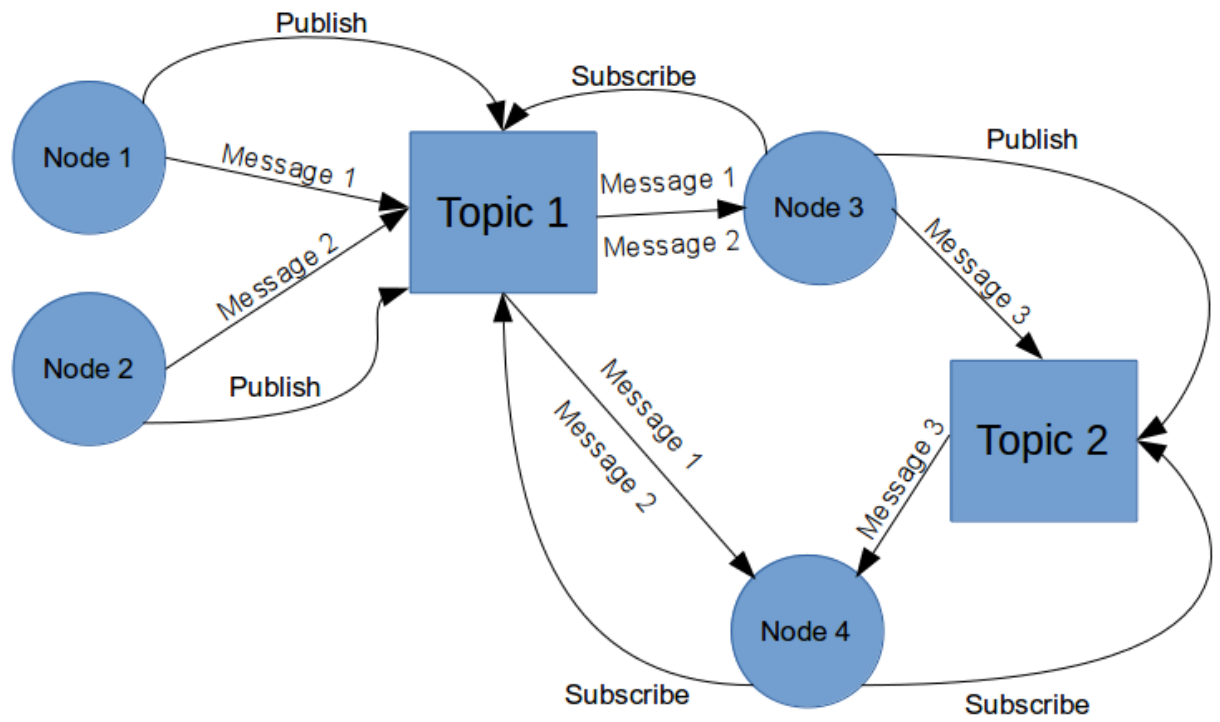 Publish
Subscribe
Node 1
Message 1
Topic 1
Message 1
Message 2
Node 3
Publish
Message 2
Message 3
Node 2
Publish
Message 1
Message 2
Topic 2
Message 3
Node 4
Subscribe
Subscribe